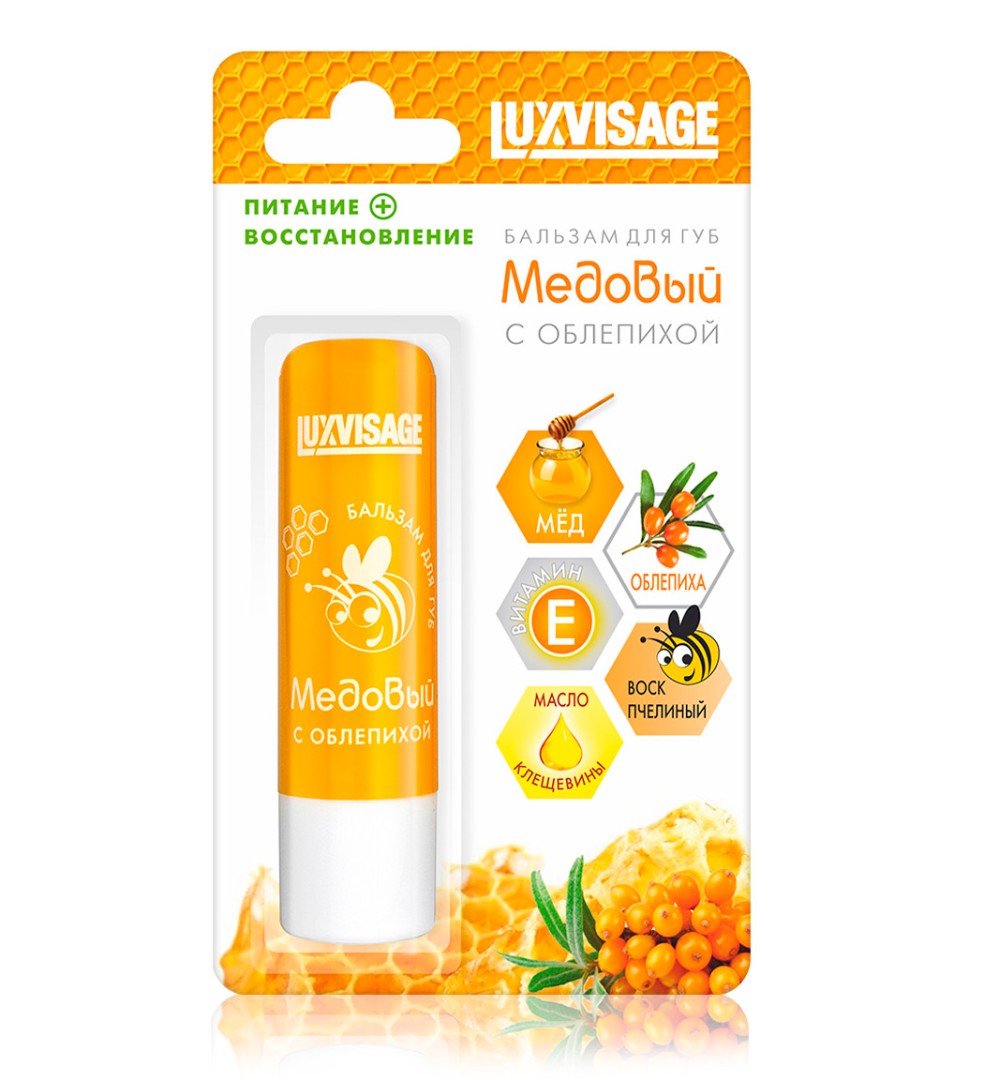 LUXVISAGE
ПИТАНИЕ +
ВОССТАНОВЛЕНИЕ
БАЛЬЗАМ ДЛЯ ГУБ
Медовый
С ОБЛЕПИХОЙ
LUXVISAGE
БАЛЬЗАМ ДЛЯ ГУБ
Медовый
С ОБЛЕПИХОЙ
МЁД
ОБЛЕПИХА
ВИТАМИН
E
ВОСК
ПЧЕЛИНЫЙ
МАСЛО
КЛЕЩЕВИНЫ